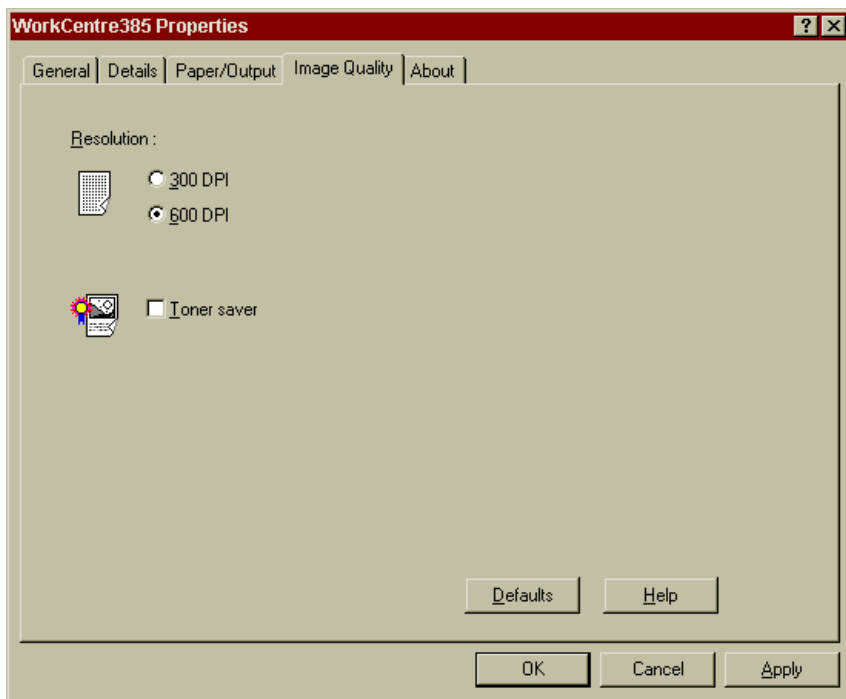 WorkCentre385 Properties
General Details Paper/Output Image Quality About
Resolution :
300 DPI
600 DPI
Toner saver
Defaults Help
OK Cancel Apply